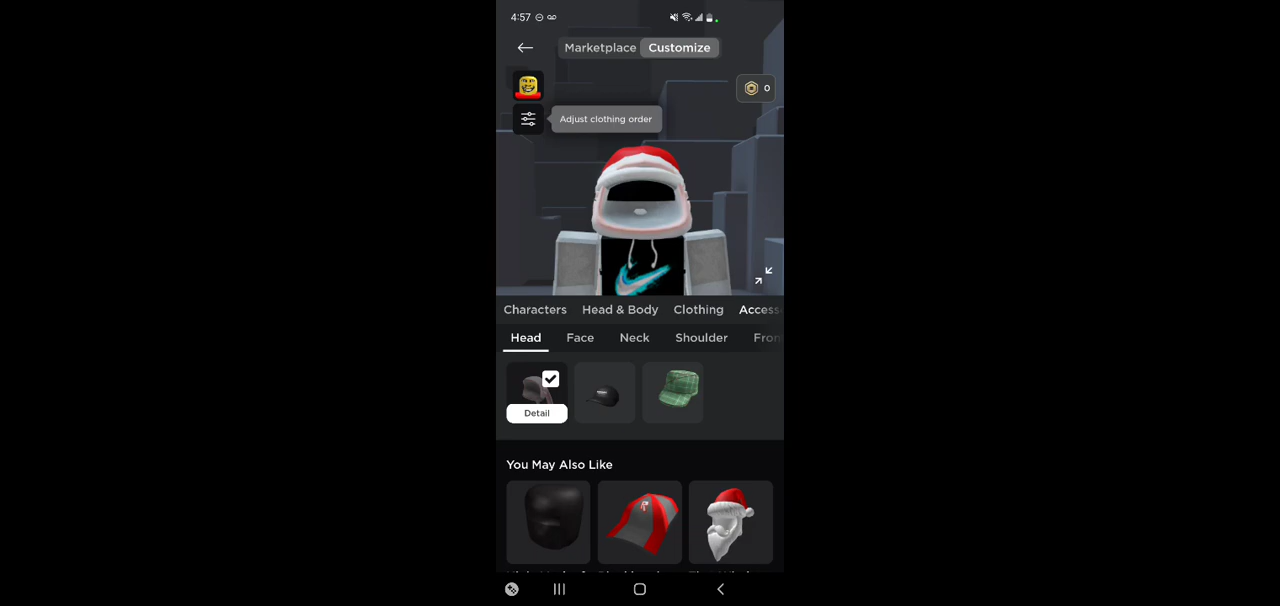 4:57
Marketplace Customize
0
Adjust clothing order
Characters Head & Body Clothing Access
Head Face Neck Shoulder Fron
Detail
You May Also Like